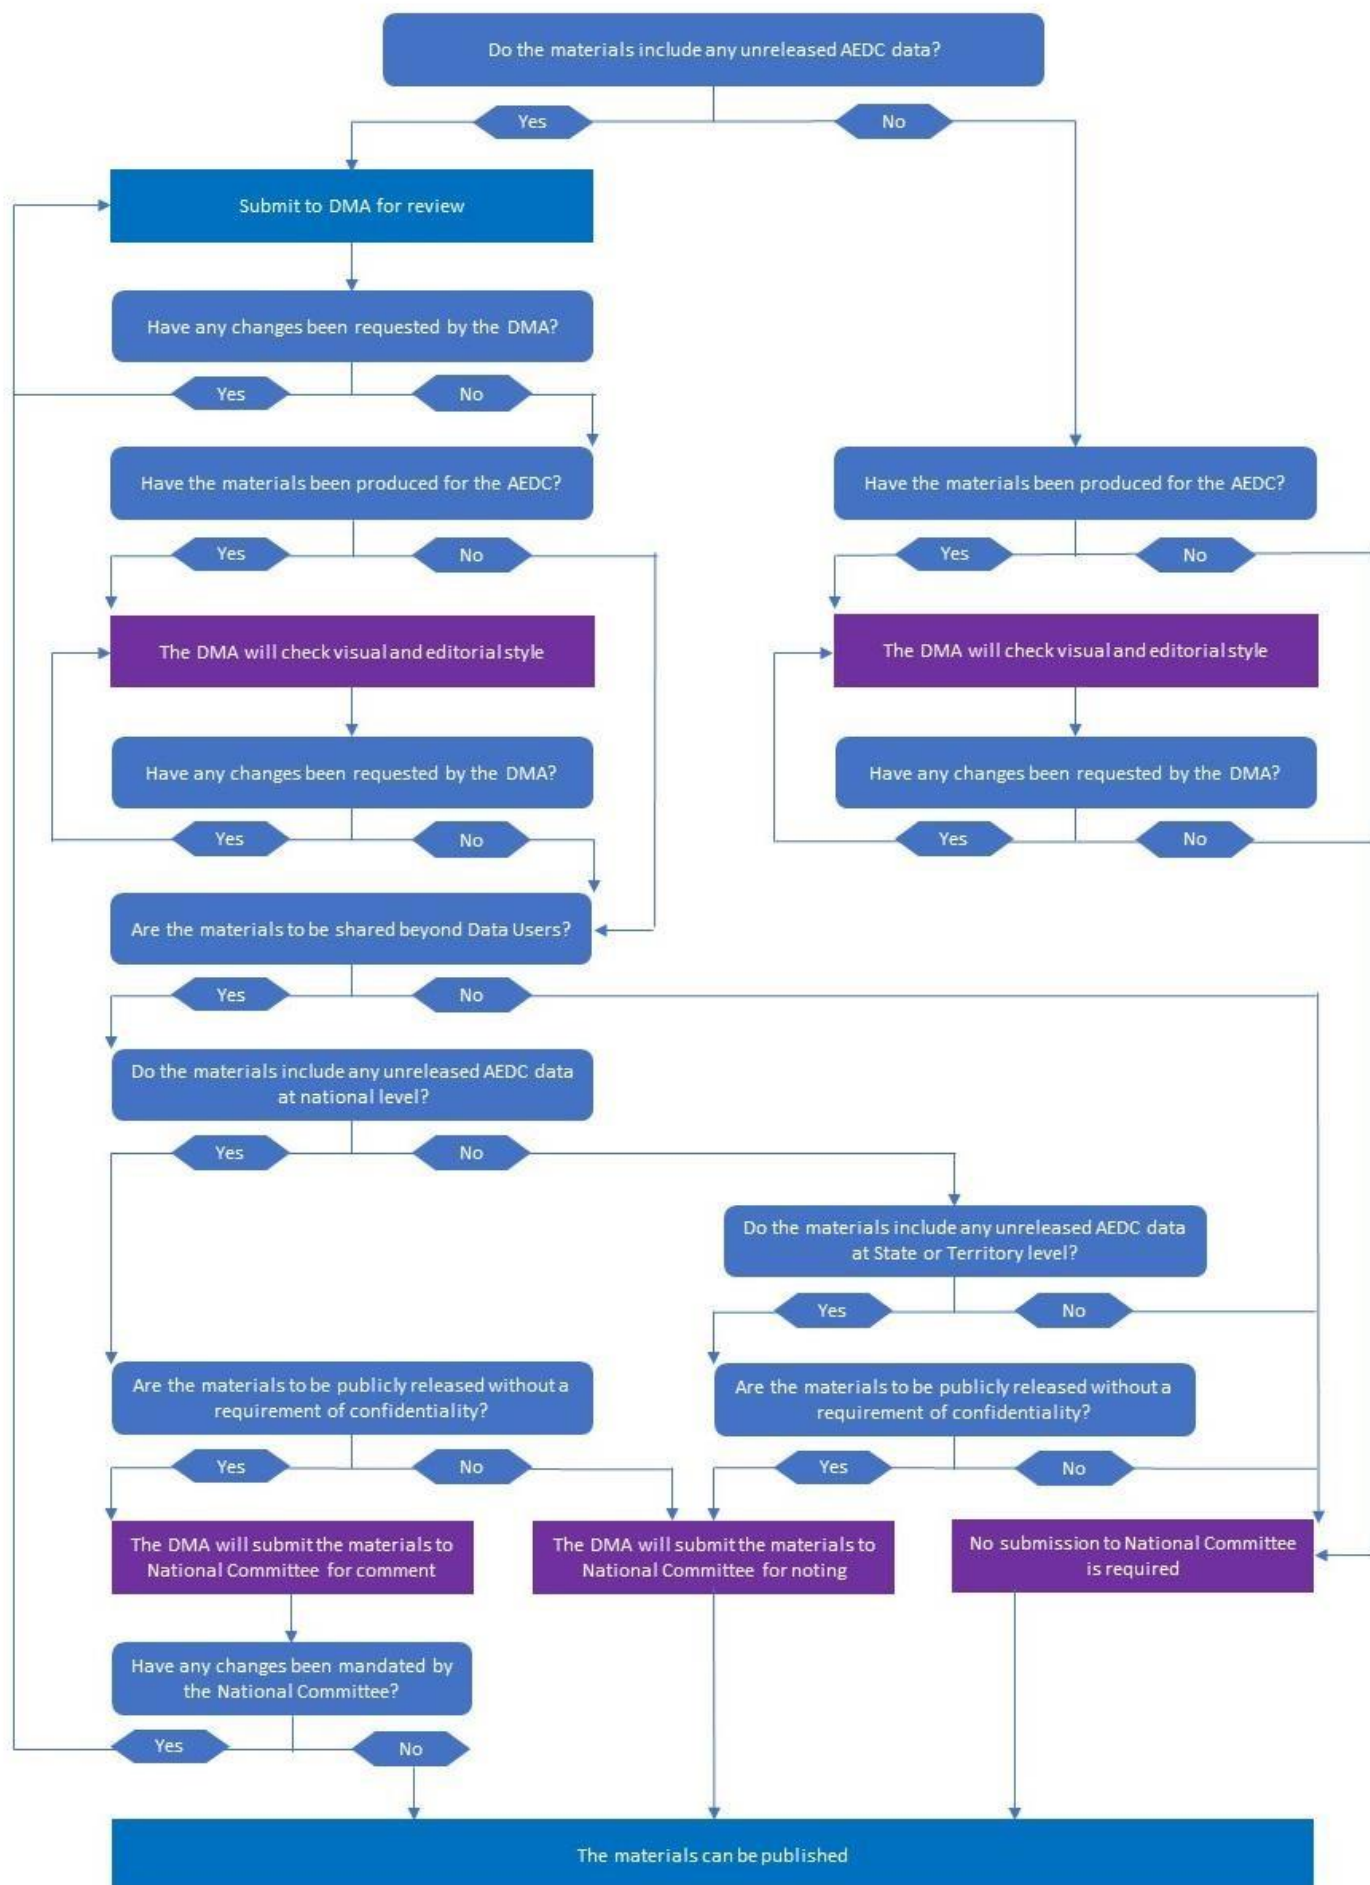 Do the materials include any unreleased AEDC data?
Yes
No
Submit to DMA for review
Have any changes been requested by the DMA?
Yes
No
Have the materials been produced for the AEDC?
Have the materials been produced for the AEDC?
Yes
No
Yes
No
The DMA will check visual and editorial style
The DMA will check visual and editorial style
Have any changes been requested by the DMA?
Have any changes been requested by the DMA?
Yes
No
Yes
No
Are the materials to be shared beyond Data Users?
Yes
No
Do the materials include any unreleased AEDC data
at national level?
Yes
No
Do the materials include any unreleased AEDC data
at State or Territory level?
Yes
No
Are the materials to be publicly released without a
requirement of confidentiality?
Are the materials to be publicly released without a
requirement of confidentiality?
Yes
No
Yes
No
The DMA will submit the materials to
National Committee for comment
The DMA will submit the materials to
National Committee for noting
No submission to National Committee
is required
Have any changes been mandated by
the National Committee?
Yes
No
The materials can be published